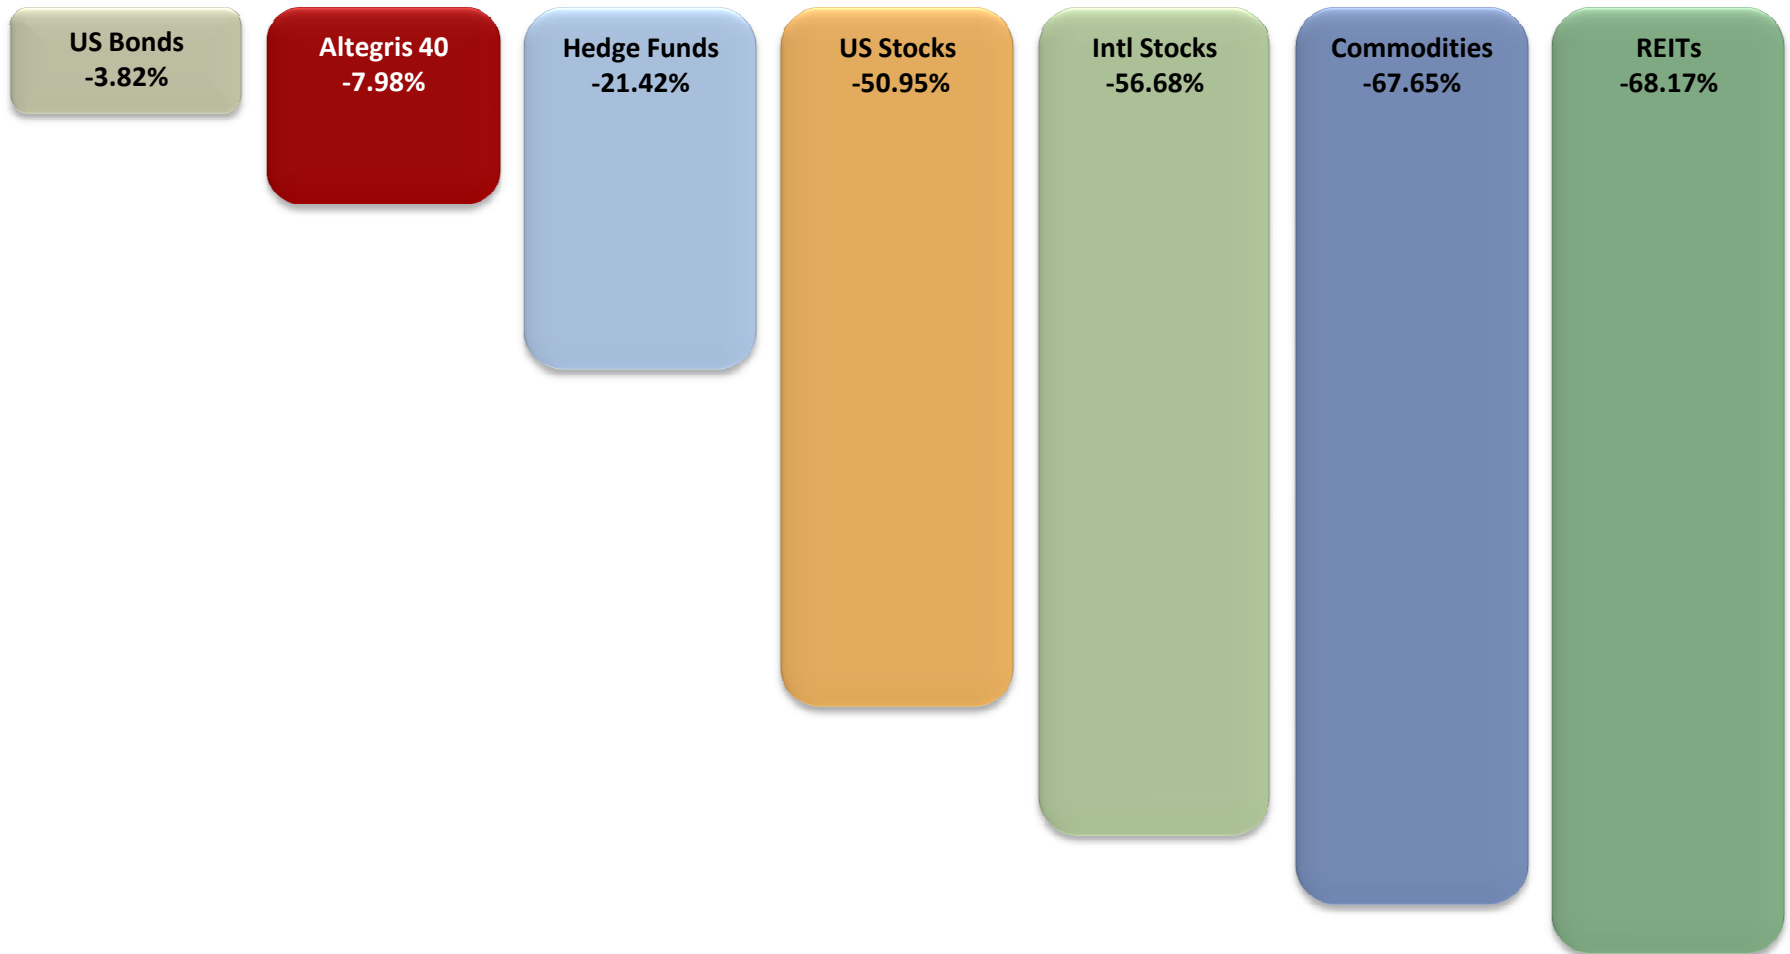 US Bonds
-3.82%
Altegris 40
-7.98%
Hedge Funds
-21.42%
US Stocks
-50.95%
Intl Stocks
-56.68%
Commodities
-67.65%
REITs
-68.17%